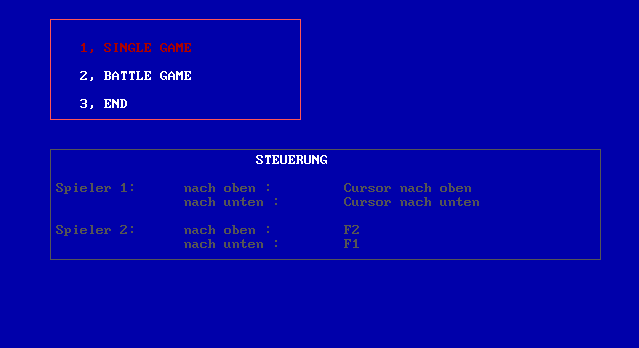 1, SINGLE GAME
2, BATTLE GAME
3, END
STEUERUNG
Spieler 1: nach oben : Cursor nach oben
nach unten : Cursor nach unten
Spieler 2: nach oben : F2
nach unten : F1